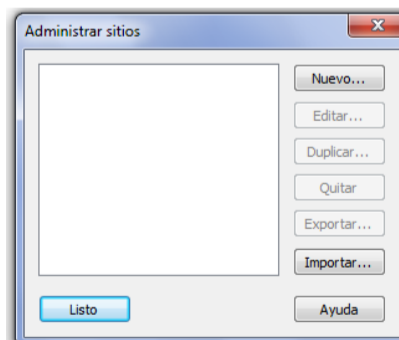 Administrar sitios
Nuevo...
Editar...
Duplicar...
Quitar
Exportar...
Importar...
Listo
Ayuda